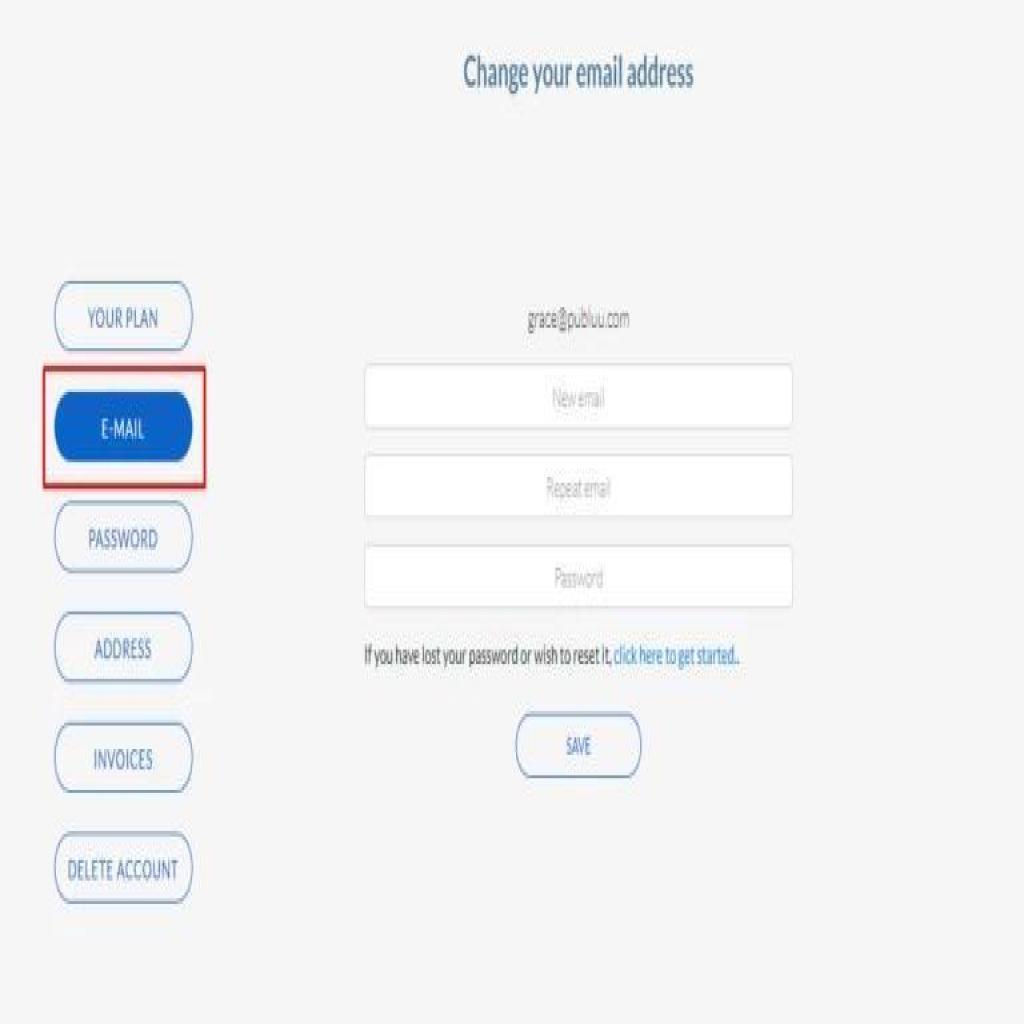 Change your email address
YOUR PLAN
E-MAIL
PASSWORD
ADDRESS
INVOICES
DELETE ACCOUNT
grace@publuu.com
New email
Repeat email
Password
If you have lost your password or wish to reset it, click here to get started..
SAVE